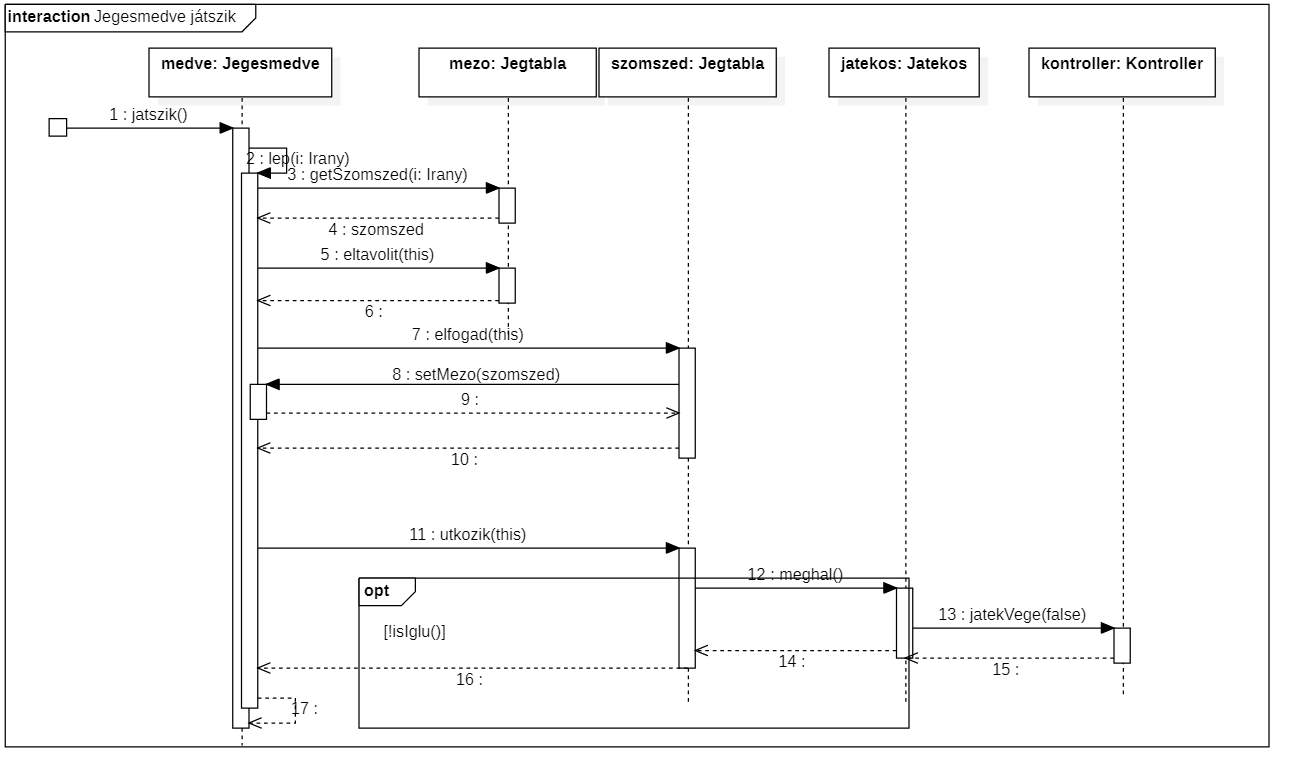 interaction Jegesmedve játszik
medve: Jegesmedve
mezo: Jegtabla
szomszed: Jegtabla
jatekos: Jatekos
kontroller: Kontroller
1 : jatszik()
2 : lep(i: Irany)
3 : getSzomszed(i: Irany)
4 : szomszed
5 : eltavolit(this)
6 :
7 : elfogad(this)
8 : setMezo(szomszed)
9 :
10 :
11 : utkozik(this)
12 : meghal()
opt
13 : jatekVege(false)
[!isIglu()]
14 :
15 :
16 :
17 :